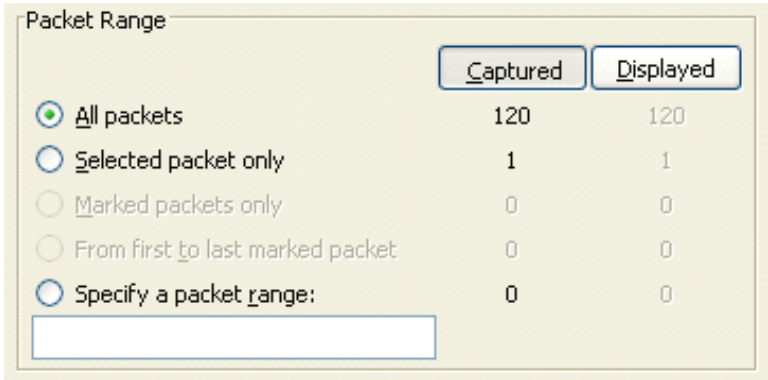 Packet Range
Captured Displayed
All packets 120 120
Selected packet only 1 1
Marked packets only 0 0
From first to last marked packet 0 0
Specify a packet range: 0 0